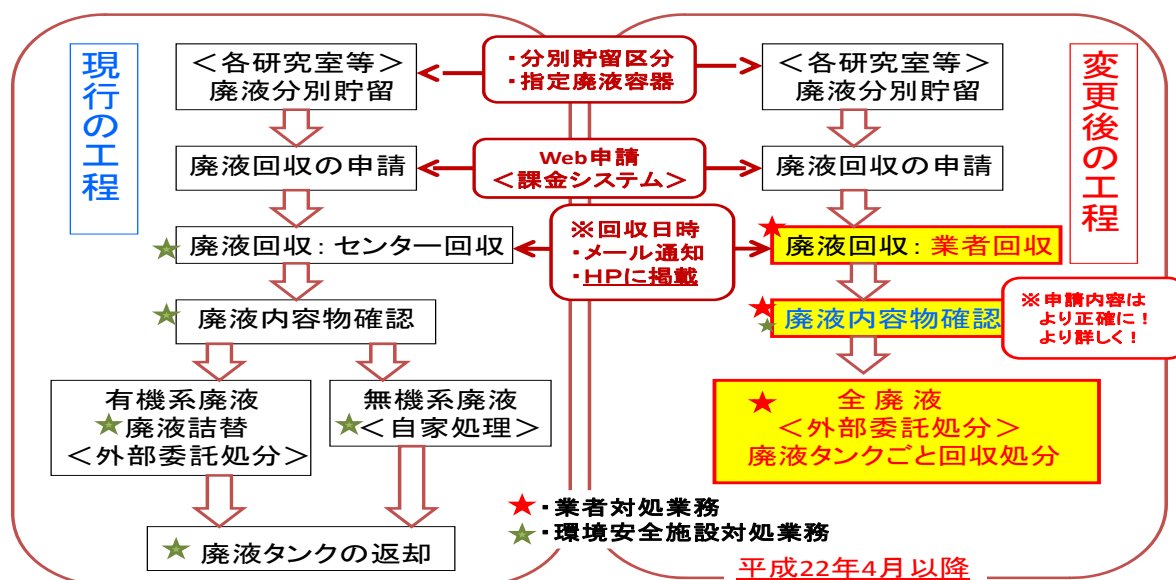 現行の工程
<各研究室等>
廃液分別貯留
廃液回収の申請
廃液回収：センター回収
廃液内容物確認
有機系廃液
廃液詰替
<外部委託処分>
無機系廃液
<自家処理>
廃液タンクの返却
・分別貯留区分
・指定廃液容器
Web申請
<課金システム>
※回収日時
・メール通知
・HPに掲載
変更後の工程
<各研究室等>
廃液分別貯留
廃液回収の申請
廃液回収：業者回収
廃液内容物確認
※申請内容は
より正確に！
より詳しく！
全廃液
<外部委託処分>
廃液タンクごと回収処分
★・業者対処業務
★・環境安全施設対処業務
平成22年4月以降